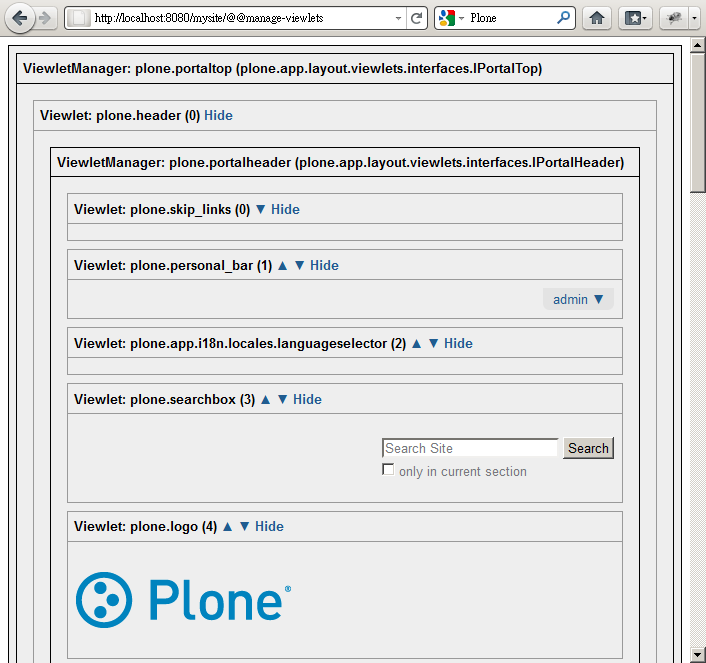 http://localhost:8080/mysite/@@manage-viewlets
Plone
ViewletManager: plone.portaltop (plone.app.layout.viewlets.interfaces.IPortalTop)
Viewlet: plone.header (0) Hide
ViewletManager: plone.portalheader (plone.app.layout.viewlets.interfaces.IPortalHeader)
Viewlet: plone.skip_links (0) ▼ Hide
Viewlet: plone.personal_bar (1) ▲ ▼ Hide
admin ▼
Viewlet: plone.app.i18n.locales.languageselector (2) ▲ ▼ Hide
Viewlet: plone.searchbox (3) ▲ ▼ Hide
Search Site
Search
only in current section
Viewlet: plone.logo (4) ▲ ▼ Hide
Plone®